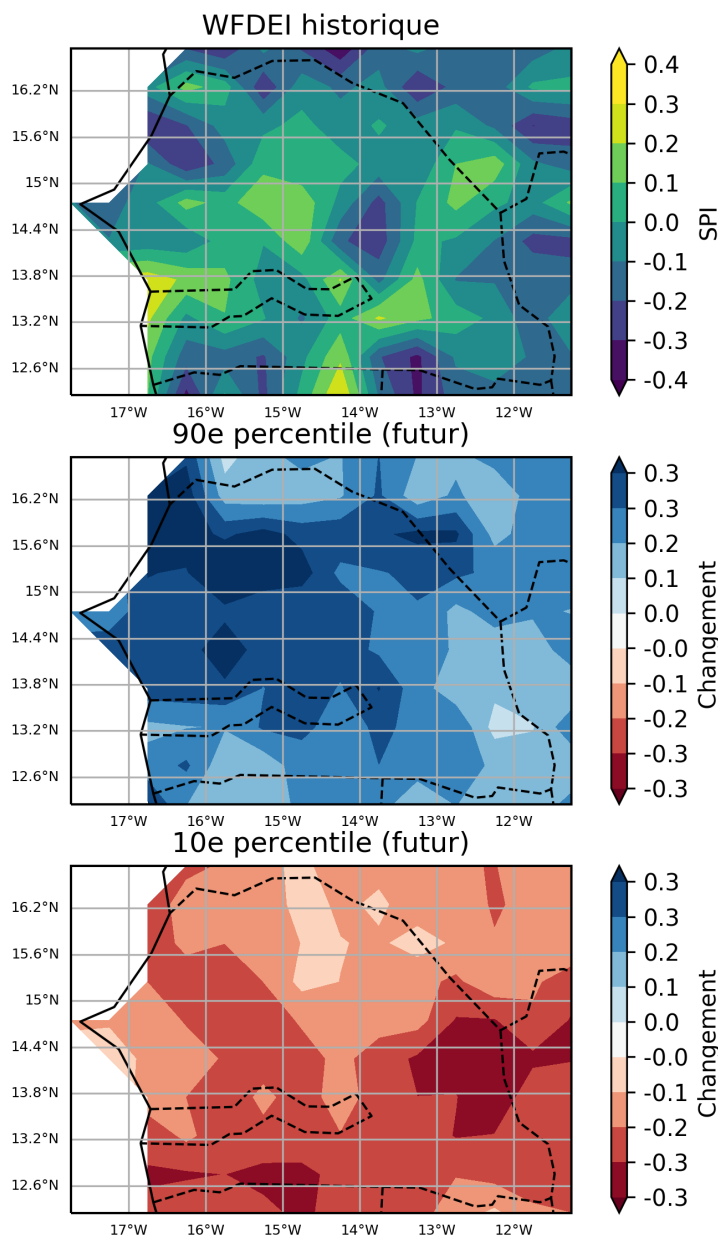 WFDEI historique
16.2°N
15.6°N
15°N
14.4°N
13.8°N
13.2°N
12.6°N
17°W 16°W 15°W 14°W 13°W 12°W
0.4
0.3
0.2
0.1
0.0
-0.1
-0.2
-0.3
-0.4
SPI
90e percentile (futur)
16.2°N
15.6°N
15°N
14.4°N
13.8°N
13.2°N
12.6°N
17°W 16°W 15°W 14°W 13°W 12°W
0.3
0.3
0.2
0.1
0.0
-0.0
-0.1
-0.2
-0.3
-0.3
Changement
10e percentile (futur)
16.2°N
15.6°N
15°N
14.4°N
13.8°N
13.2°N
12.6°N
17°W 16°W 15°W 14°W 13°W 12°W
0.3
0.3
0.2
0.1
0.0
-0.0
-0.1
-0.2
-0.3
-0.3
Changement